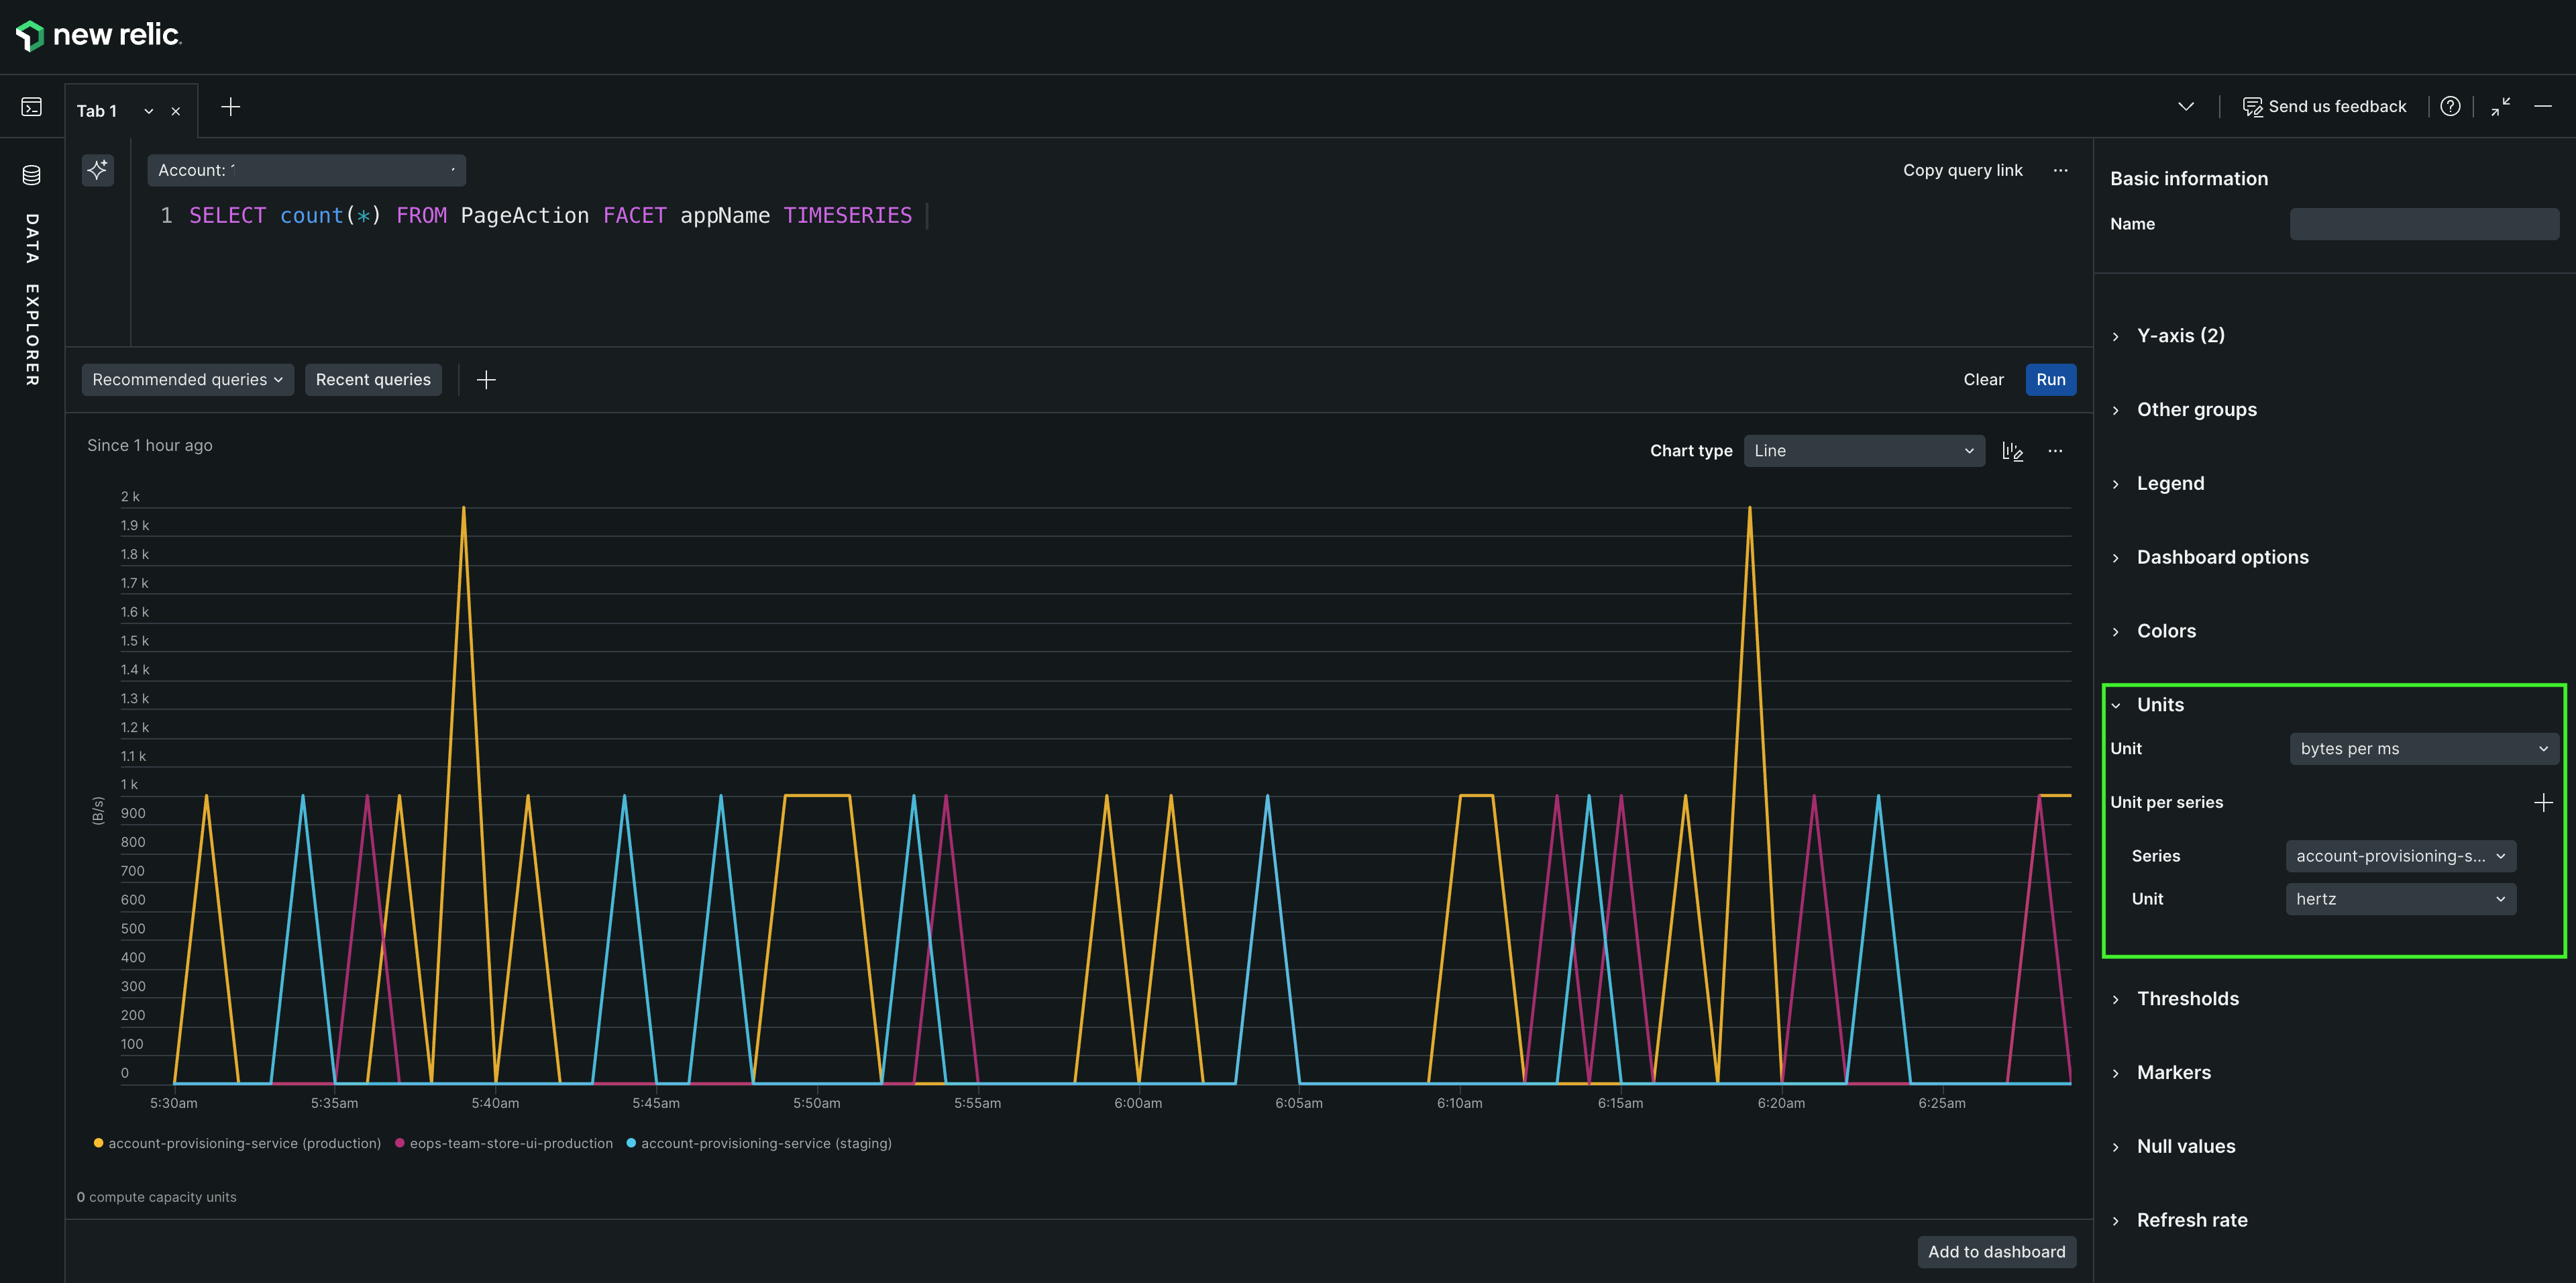 new relic.
Tab 1
Send us feedback
DATA EXPLORER
Account:
Copy query link
1 SELECT count(*) FROM PageAction FACET appName TIMESERIES
Recommended queries
Recent queries
Clear
Run
Since 1 hour ago
Chart type
Line
2 k
1.9 k
1.8 k
1.7 k
1.6 k
1.5 k
1.4 k
1.3 k
1.2 k
1.1 k
1 k
900
800
700
600
500
400
300
200
100
0
(B/s)
5:30am 5:35am 5:40am 5:45am 5:50am 5:55am 6:00am 6:05am 6:10am 6:15am 6:20am 6:25am
account-provisioning-service (production) eops-team-store-ui-production account-provisioning-service (staging)
0 compute capacity units
Add to dashboard
Basic information
Name
Y-axis (2)
Other groups
Legend
Dashboard options
Colors
Units
Unit bytes per ms
Unit per series
Series account-provisioning-s...
Unit hertz
Thresholds
Markers
Null values
Refresh rate